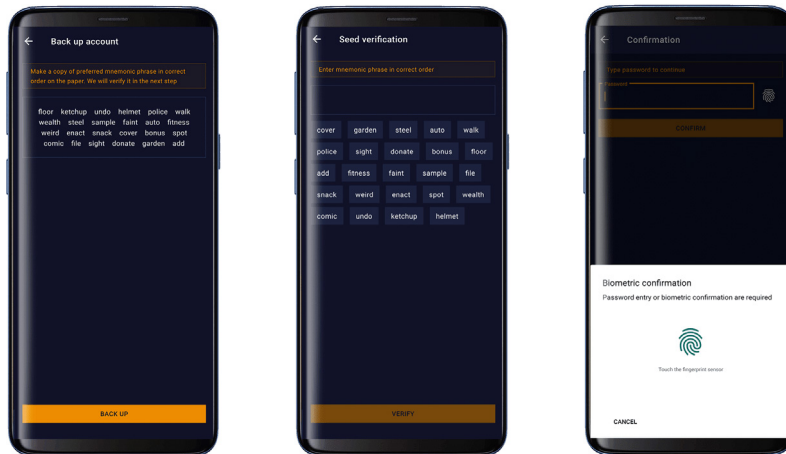 Back up account
Make a copy of preferred mnemonic phrase in correct
order on the paper. We will verify it in the next step
floor ketchup undo helmet police walk
wealth steel sample faint auto fitness
weird enact snack cover bonus spot
comic file sight donate garden add
BACK UP
Seed verification
Enter mnemonic phrase in correct order
cover garden steel auto walk
police sight donate bonus floor
add fitness faint sample file
snack weird enact spot wealth
comic undo ketchup helmet
VERIFY
Confirmation
Type password to continue
Password
CONFIRM
Biometric confirmation
Password entry or biometric confirmation are required
Touch the fingerprint sensor
CANCEL